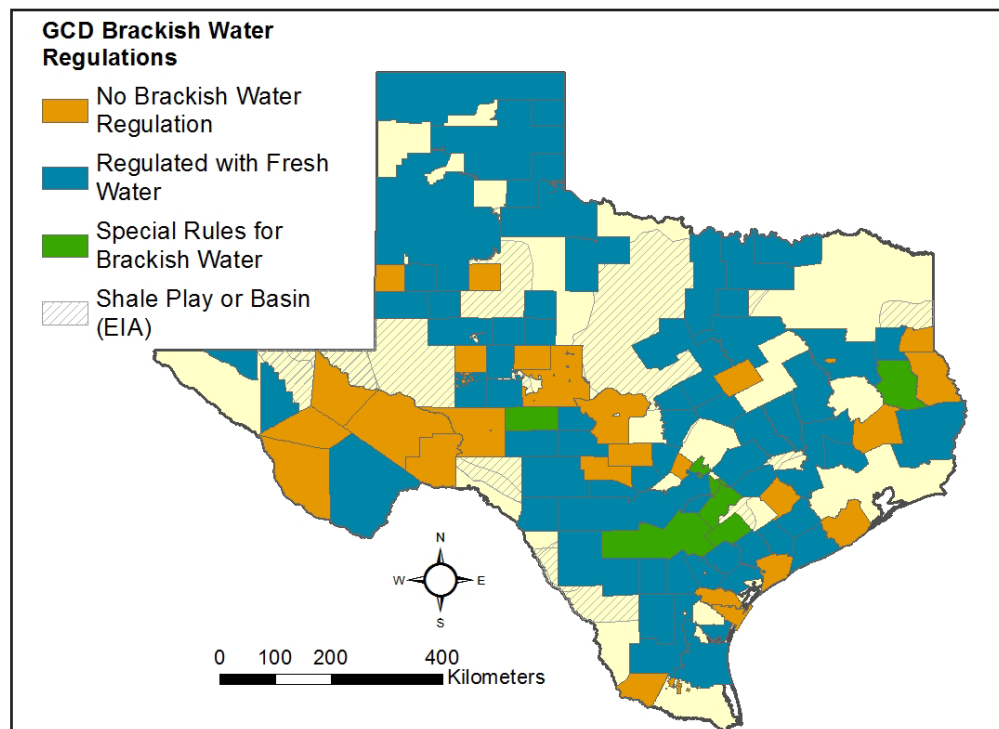 GCD Brackish Water
Regulations
No Brackish Water
Regulation
Regulated with Fresh
Water
Special Rules for
Brackish Water
Shale Play or Basin
(EIA)
N
W E
S
0 100 200 400
Kilometers